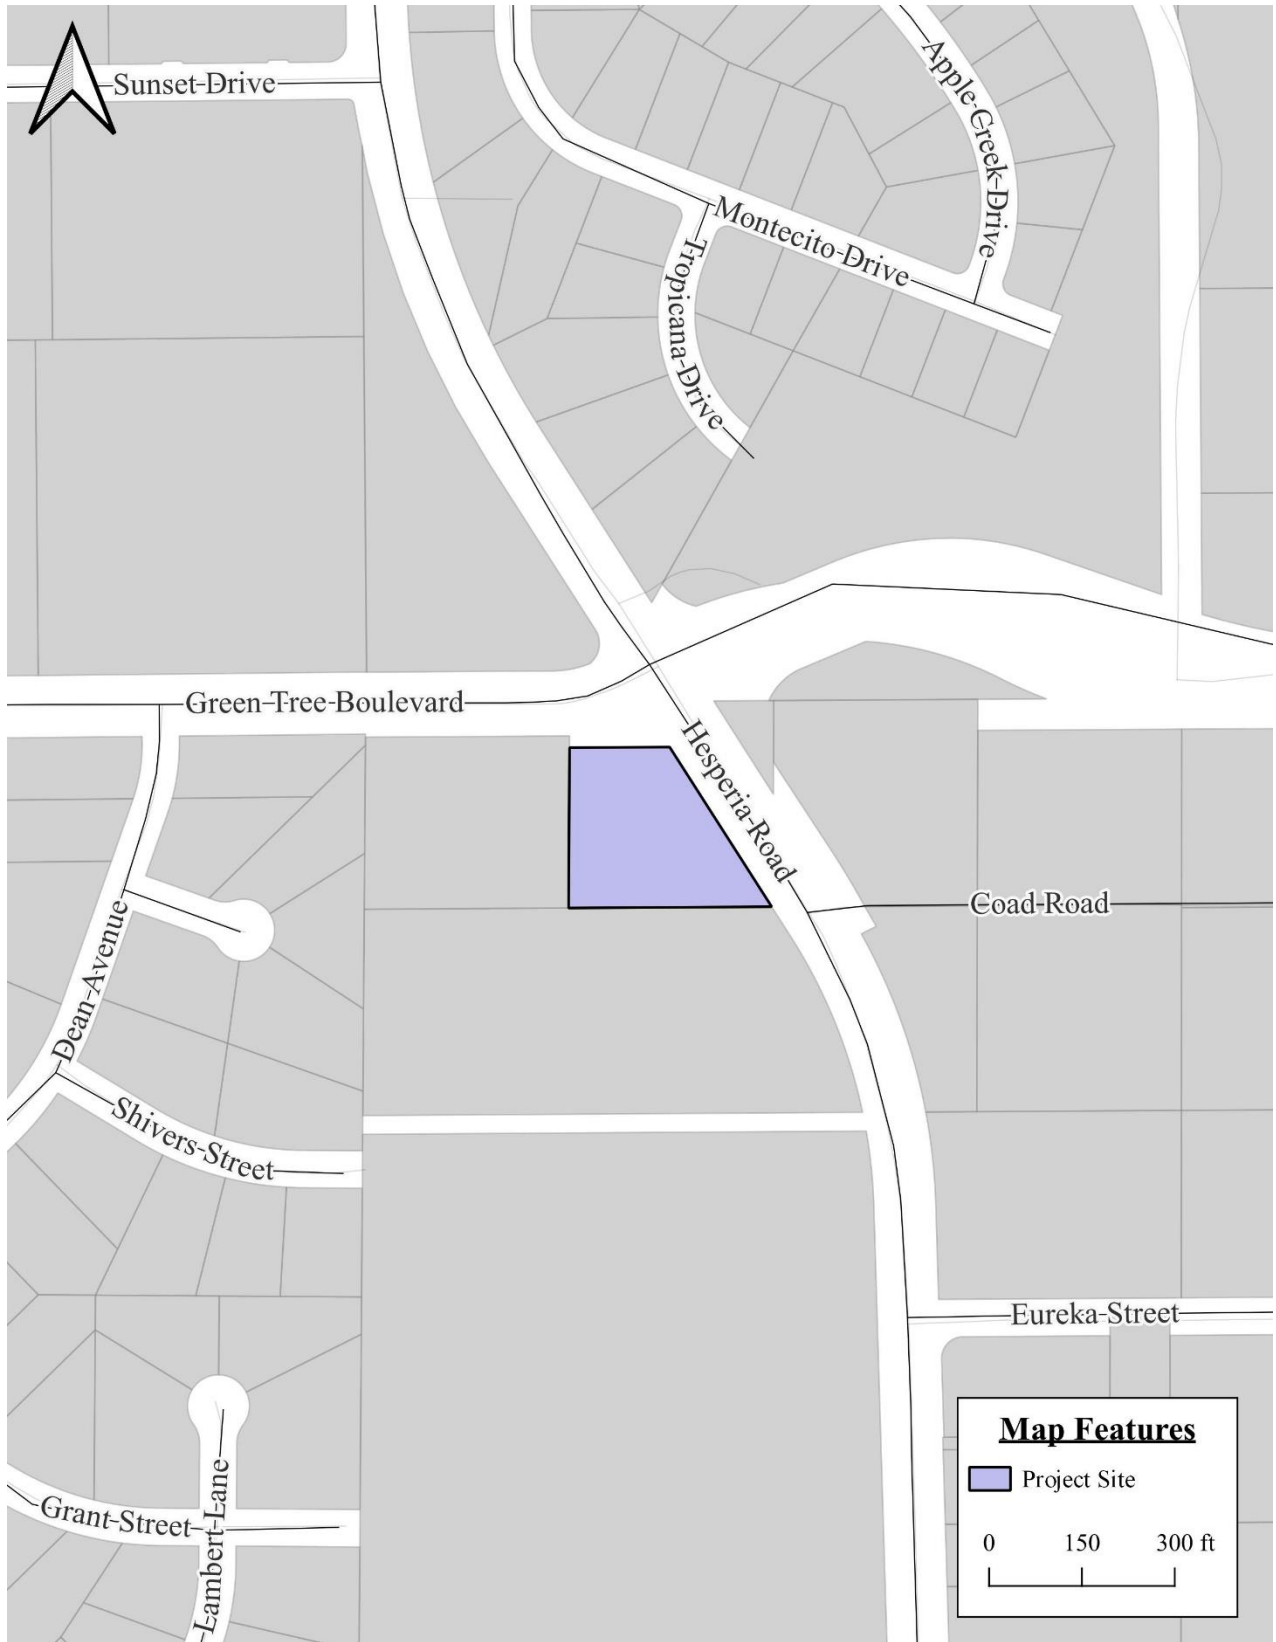 Sunset Drive
Apple Creek Drive
Montecito Drive
Tropicana Drive
Green Tree Boulevard
Hesperia Road
Coad Road
Dean Avenue
Shivers Street
Eureka Street
Map Features
Project Site
0 150 300 ft
Grant Street
Lambert Lane